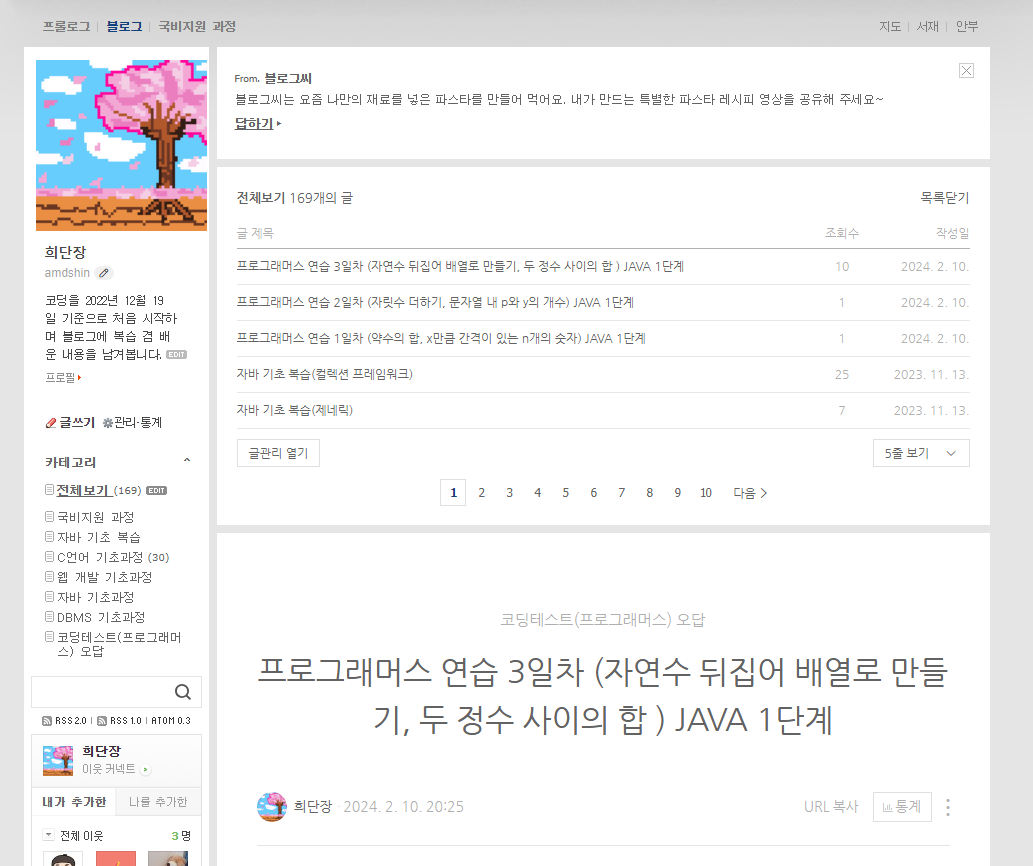 프롤로그 | 블로그 | 국비지원 과정
지도 | 서재 | 안부
희단장
amdshin
코딩을 2022년 12월 19
일 기준으로 처음 시작하
며 블로그에 복습 겸 배
운 내용을 남겨봅니다. EDIT
프로필
글쓰기 관리·통계
카테고리
전체보기 (169) EDIT
국비지원 과정
자바 기초 복습
C언어 기초과정 (30)
웹 개발 기초과정
자바 기초과정
DBMS 기초과정
코딩테스트(프로그래머
스) 오답
RSS 2.0 | RSS 1.0 | ATOM 0.3
희단장
이웃 커넥트
내가 추가한 나를 추가한
전체 이웃 3 명
From. 블로그씨
블로그씨는 요즘 나만의 재료를 넣은 파스타를 만들어 먹어요. 내가 만드는 특별한 파스타 레시피 영상을 공유해 주세요~
답하기
전체보기 169개의 글 목록닫기
글 제목 조회수 작성일
프로그래머스 연습 3일차 (자연수 뒤집어 배열로 만들기, 두 정수 사이의 합 ) JAVA 1단계 10 2024. 2. 10.
프로그래머스 연습 2일차 (자릿수 더하기, 문자열 내 p와 y의 개수) JAVA 1단계 1 2024. 2. 10.
프로그래머스 연습 1일차 (약수의 합, x만큼 간격이 있는 n개의 숫자) JAVA 1단계 1 2024. 2. 10.
자바 기초 복습(컬렉션 프레임워크) 25 2023. 11. 13.
자바 기초 복습(제네릭) 7 2023. 11. 13.
글관리 열기 5줄 보기
1 2 3 4 5 6 7 8 9 10 다음 >
코딩테스트(프로그래머스) 오답
프로그래머스 연습 3일차 (자연수 뒤집어 배열로 만들
기, 두 정수 사이의 합 ) JAVA 1단계
희단장 · 2024. 2. 10. 20:25 URL 복사 통계